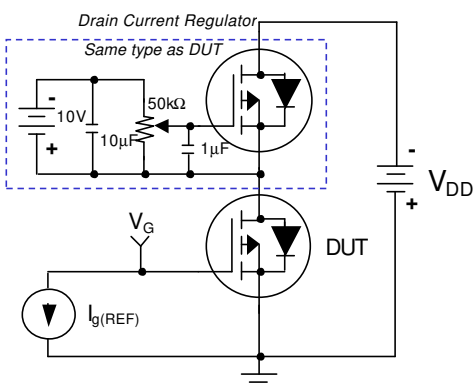 Drain Current Regulator
Same type as DUT
-
10V
+
10µF
50kΩ
1µF
-
V_DD
+
V_G
DUT
I_g(REF)